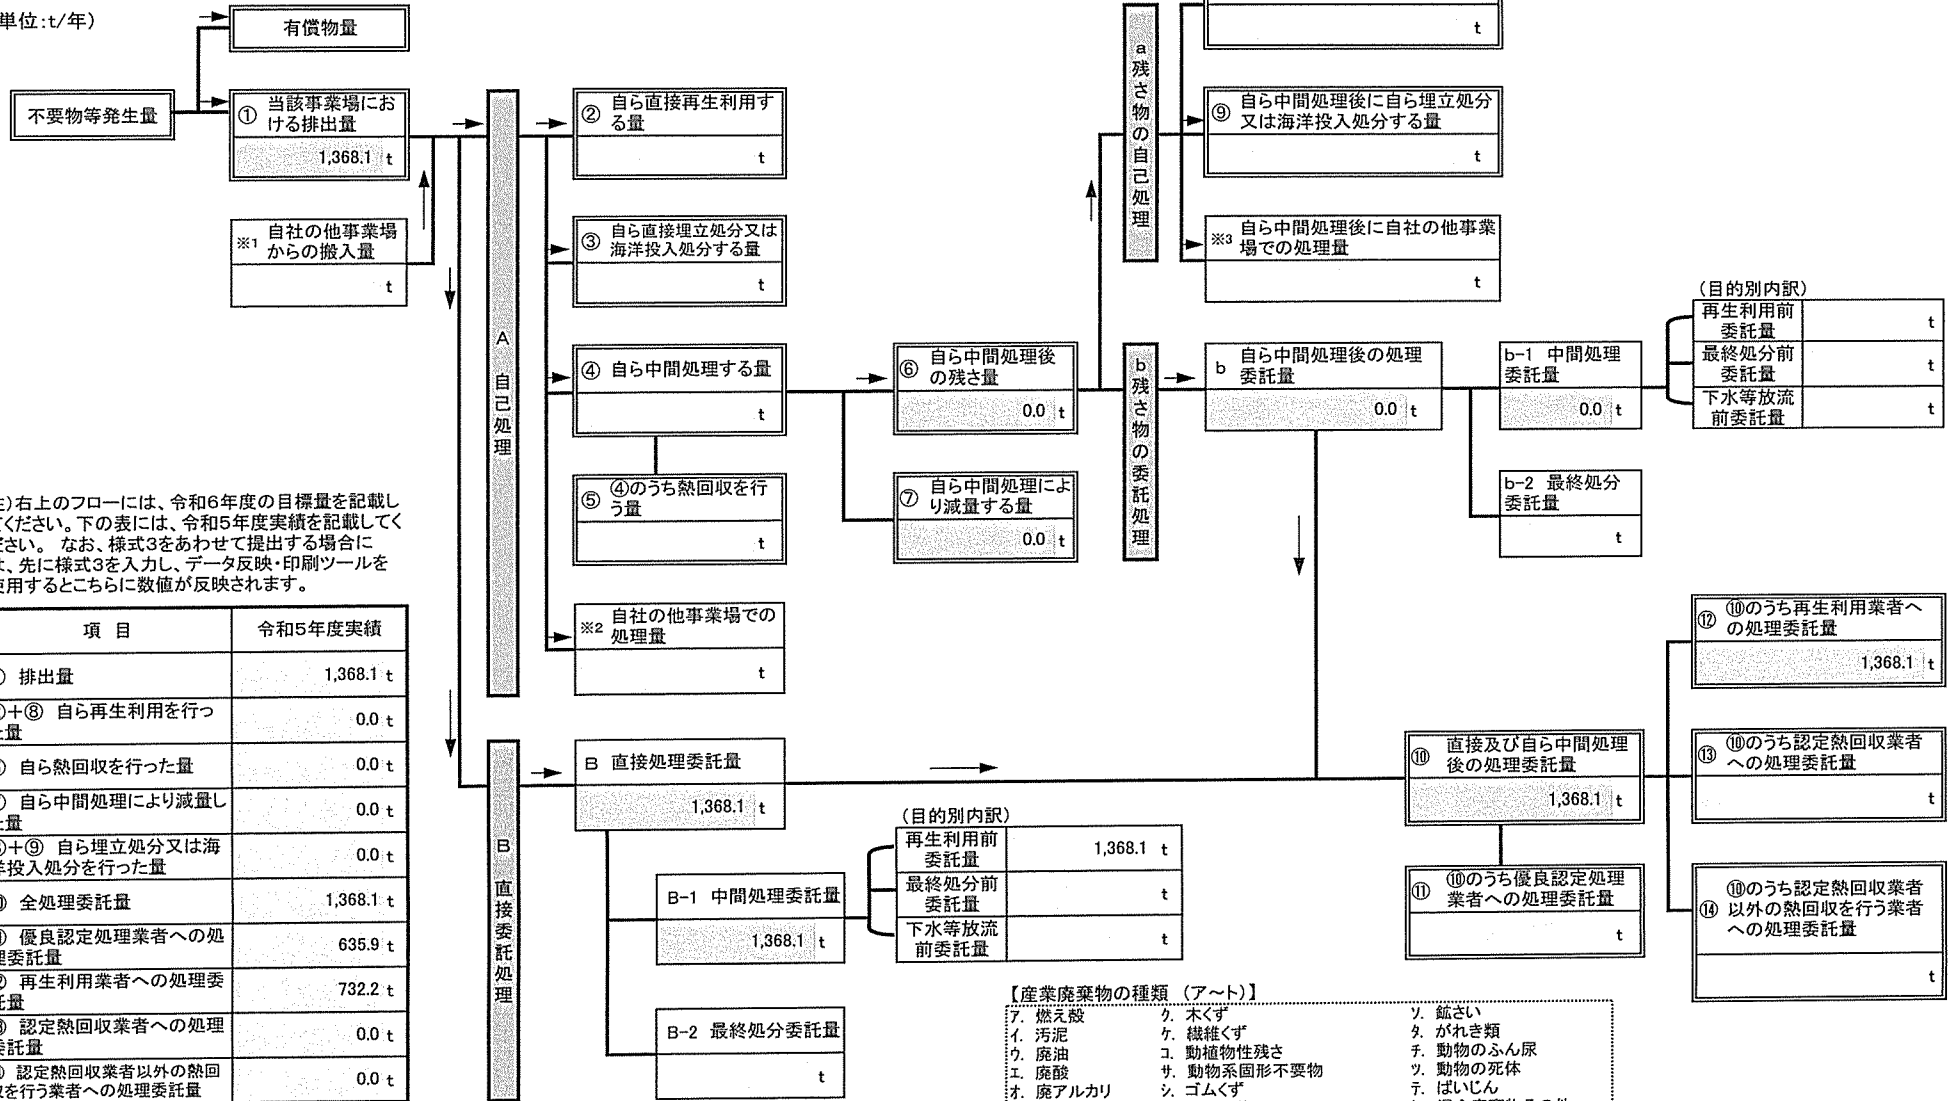 単位:t/年)
有償物量
不要物等発生量
① 当該事業場にお
ける排出量
1,368.1 t
※1 自社の他事業場
からの搬入量
t
A 自己処理
② 自ら直接再生利用す
る量
t
③ 自ら直接埋立処分又は
海洋投入処分する量
t
④ 自ら中間処理する量
t
⑤ ④のうち熱回収を行
う量
t
※2 自社の他事業場での
処理量
t
⑥ 自ら中間処理後
の残さ量
0.0 t
⑦ 自ら中間処理によ
り減量する量
0.0 t
a 残さ物の自己処理
t
⑨ 自ら中間処理後に自ら埋立処分
又は海洋投入処分する量
t
※3 自ら中間処理後に自社の他事業
場での処理量
t
b 残さ物の委託処理
b 自ら中間処理後の処理
委託量
0.0 t
b-1 中間処理
委託量
0.0 t
(目的別内訳)
再生利用前
委託量
t
最終処分前
委託量
t
下水等放流
前委託量
t
b-2 最終処分
委託量
t
)右上のフローには、令和6年度の目標量を記載し
ください。下の表には、令和5年度実績を記載してく
さい。 なお、様式3をあわせて提出する場合に
、先に様式3を入力し、データ反映・印刷ツールを
使用するとこちらに数値が反映されます。
項 目 令和5年度実績
排出量 1,368.1 t
+⑧ 自ら再生利用を行っ
た量 0.0 t
自ら熱回収を行った量 0.0 t
自ら中間処理により減量し
た量 0.0 t
+⑨ 自ら埋立処分又は海
洋投入処分を行った量 0.0 t
全処理委託量 1,368.1 t
優良認定処理業者への処
理委託量 635.9 t
再生利用業者への処理委
託量 732.2 t
認定熱回収業者への処理
委託量 0.0 t
認定熱回収業者以外の熱回
収を行う業者への処理委託量 0.0 t
B 直接委託処理
B 直接処理委託量
1,368.1 t
B-1 中間処理委託量
1,368.1 t
(目的別内訳)
再生利用前
委託量
1,368.1 t
最終処分前
委託量
t
下水等放流
前委託量
t
B-2 最終処分委託量
t
⑩ 直接及び自ら中間処理
後の処理委託量
1,368.1 t
⑪ ⑩のうち優良認定処理
業者への処理委託量
t
⑫ ⑩のうち再生利用業者へ
の処理委託量
1,368.1 t
⑬ ⑩のうち認定熱回収業者
への処理委託量
t
⑭ ⑩のうち認定熱回収業者
以外の熱回収を行う業者
への処理委託量
t
【産業廃棄物の種類 (ア~ト)】
ア. 燃え殻
イ. 汚泥
ウ. 廃油
エ. 廃酸
オ. 廃アルカリ
ク. 木くず
ケ. 繊維くず
コ. 動植物性残さ
サ. 動物系固形不要物
シ. ゴムくず
ソ. 鉱さい
タ. がれき類
チ. 動物のふん尿
ツ. 動物の死体
テ. ばいじん